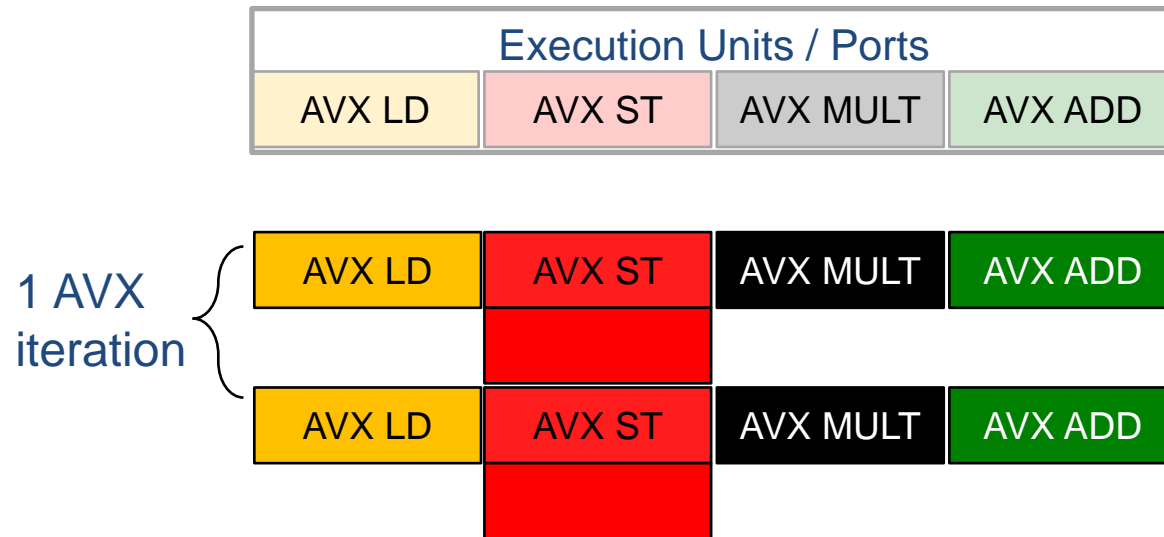 Execution Units / Ports
AVX LD AVX ST AVX MULT AVX ADD
1 AVX
iteration
AVX LD AVX ST AVX MULT AVX ADD
AVX LD AVX ST AVX MULT AVX ADD